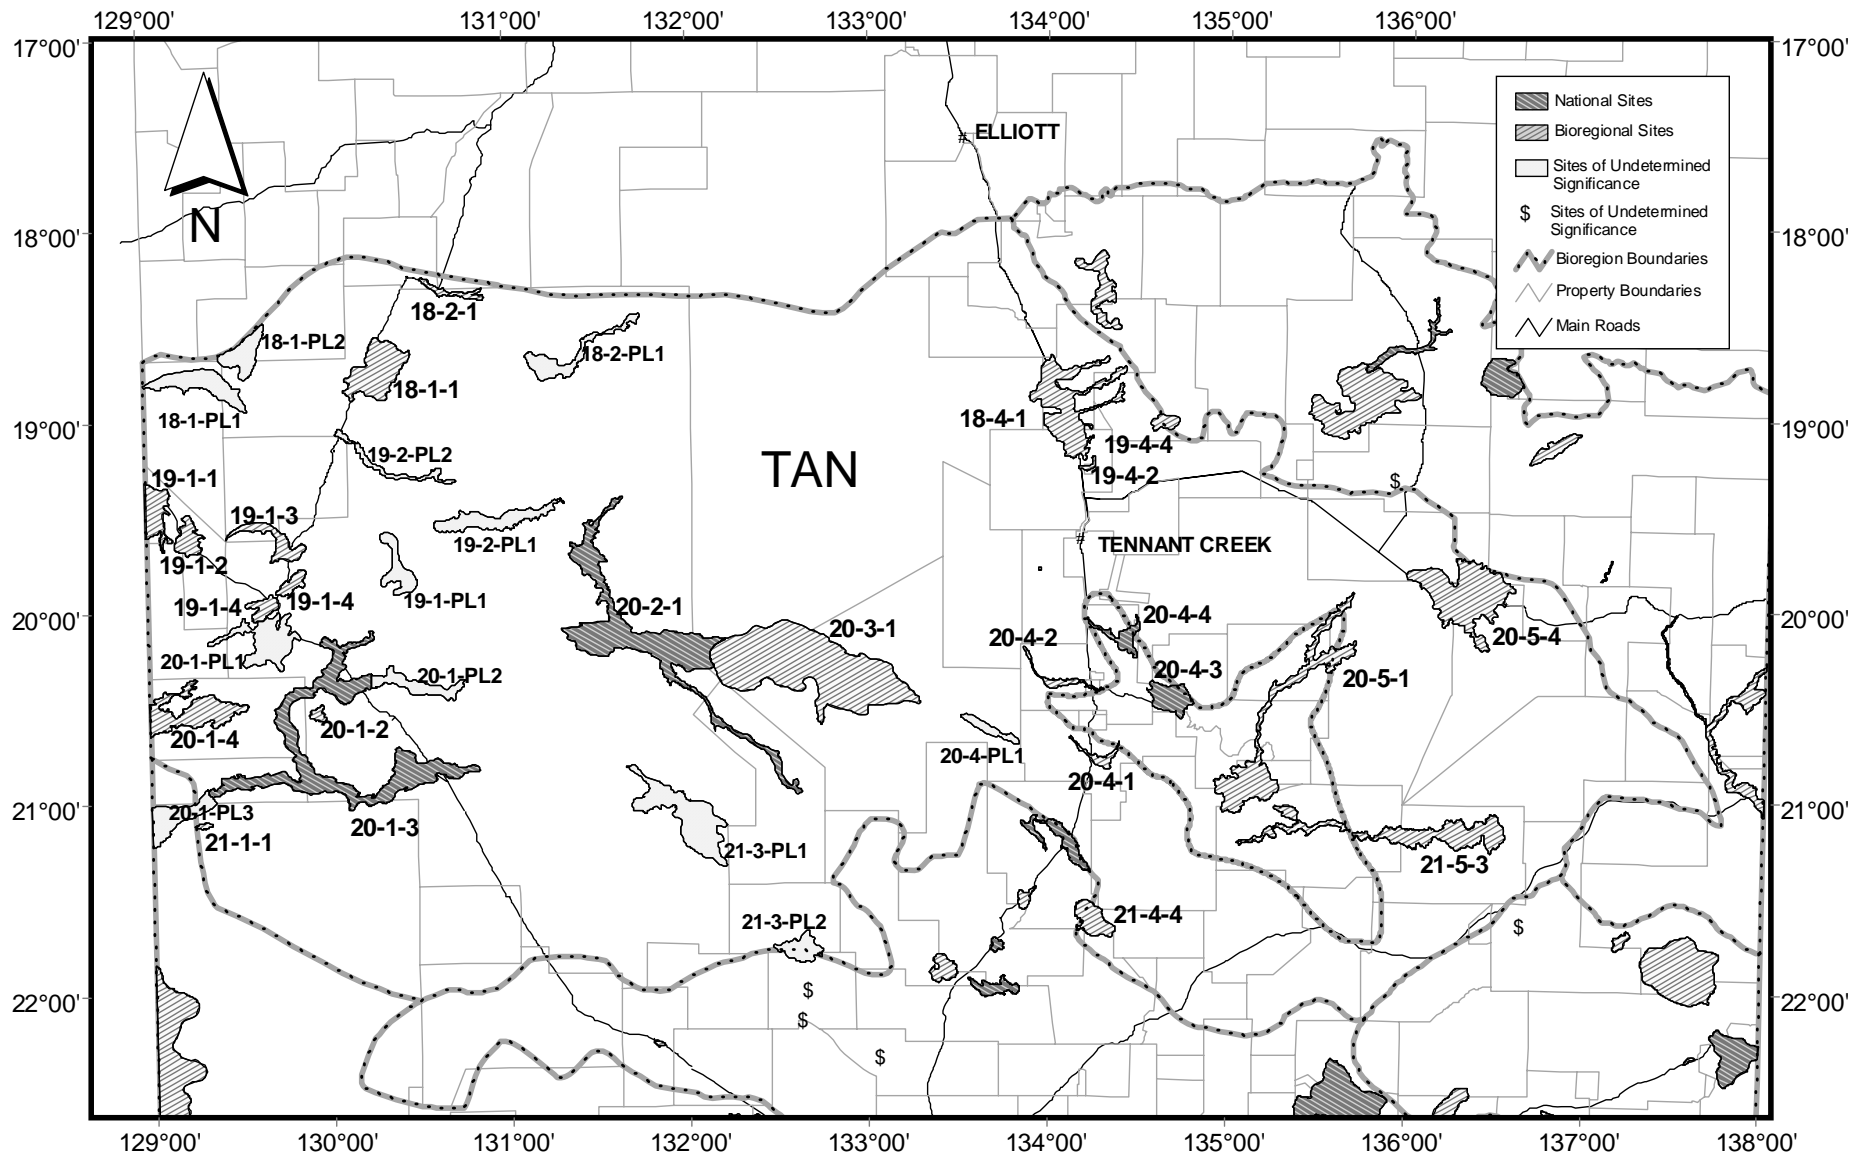 129°00'
131°00'
132°00'
133°00'
134°00'
135°00'
136°00'
17°00'
17°00'
National Sites
Bioregional Sites
Sites of Undetermined
Significance
$ Sites of Undetermined
Significance
Bioregion Boundaries
Property Boundaries
Main Roads
# ELLIOTT
N
18°00'
18°00'
18-2-1
18-1-PL2
18-2-PL1
18-1-1
18-1-PL1
18-4-1
19°00'
19°00'
19-4-4
19-2-PL2
TAN
19-4-2
19-1-1
$
19-1-3
19-2-PL1
# TENNANT CREEK
19-1-2
19-1-4
19-1-4
19-1-PL1
20-2-1
20°00'
20°00'
20-4-4
20-3-1
20-4-2
20-5-4
20-1-PL1
20-1-PL2
20-4-3
20-5-1
20-1-2
20-1-4
20-4-PL1
20-4-1
21°00'
21°00'
20-1-PL3
20-1-3
21-1-1
21-3-PL1
21-5-3
21-4-4
21-3-PL2
$
22°00'
22°00'
$
$
$
129°00'
130°00'
131°00'
132°00'
133°00'
134°00'
135°00'
136°00'
137°00'
138°00'